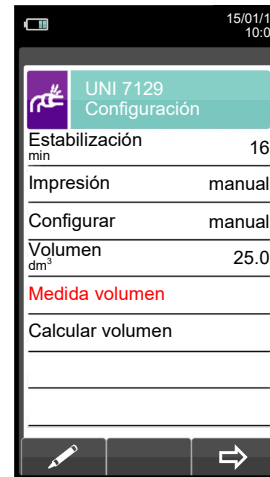 15/01/1
10:0
UNI 7129
Configuración
Estabilización
min
16
Impresión manual
Configurar manual
Volumen
dm³
25.0
Medida volumen
Calcular volumen